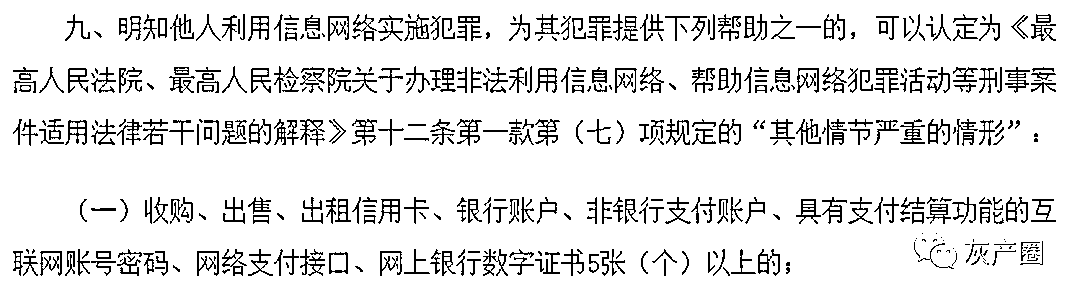 九、明知他人利用信息网络实施犯罪，为其犯罪提供下列帮助之一的，可以认定为《最
高人民法院、最高人民检察院关于办理非法利用信息网络、帮助信息网络犯罪活动等刑事案
件适用法律若干问题的解释》第十二条第一款第（七）项规定的“其他情节严重的情形”：
（一）收购、出售、出租信用卡、银行账户、非银行支付账户、具有支付结算功能的互
联网账号密码、网络支付接口、网上银行数字证书5张（个）以上的；
灰产圈